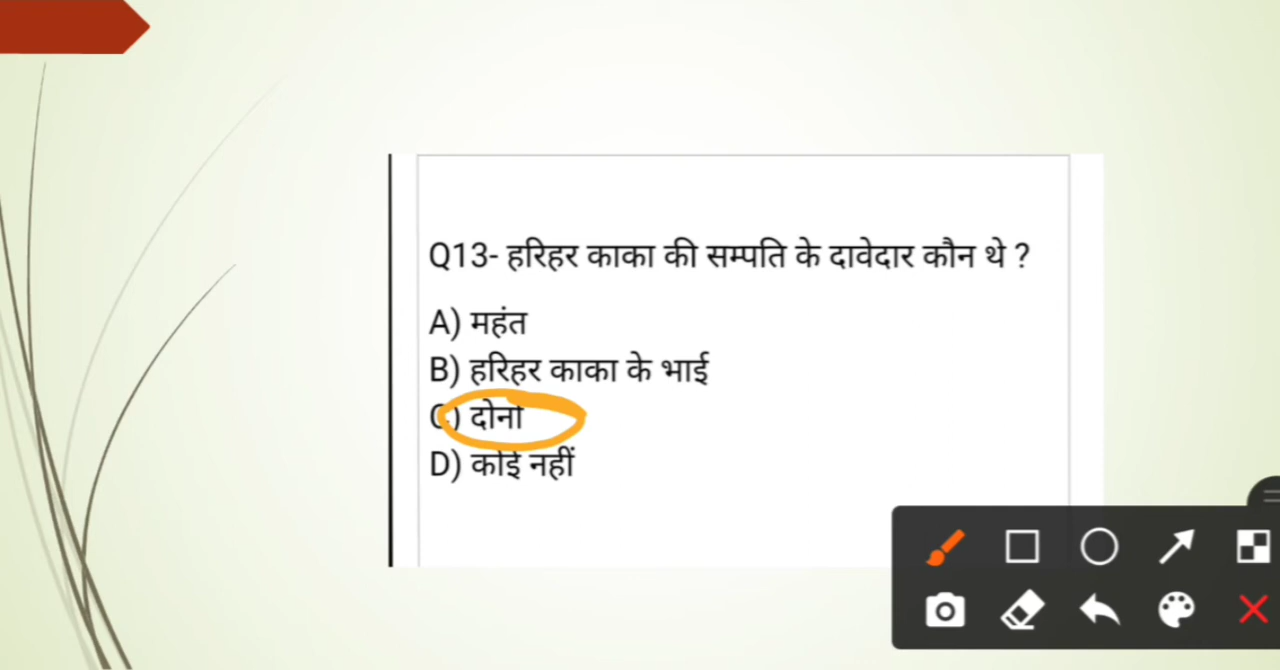 Q13- हरिहर काका की सम्पति के दावेदार कौन थे ?
A) महंत
B) हरिहर काका के भाई
C) दोनों
D) कोई नहीं